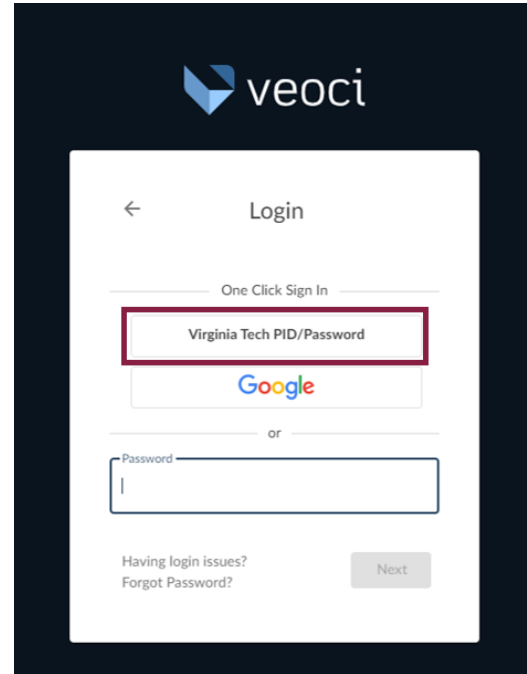 veoci
Login
One Click Sign In
Virginia Tech PID/Password
Google
or
Password
Having login issues?
Forgot Password?
Next